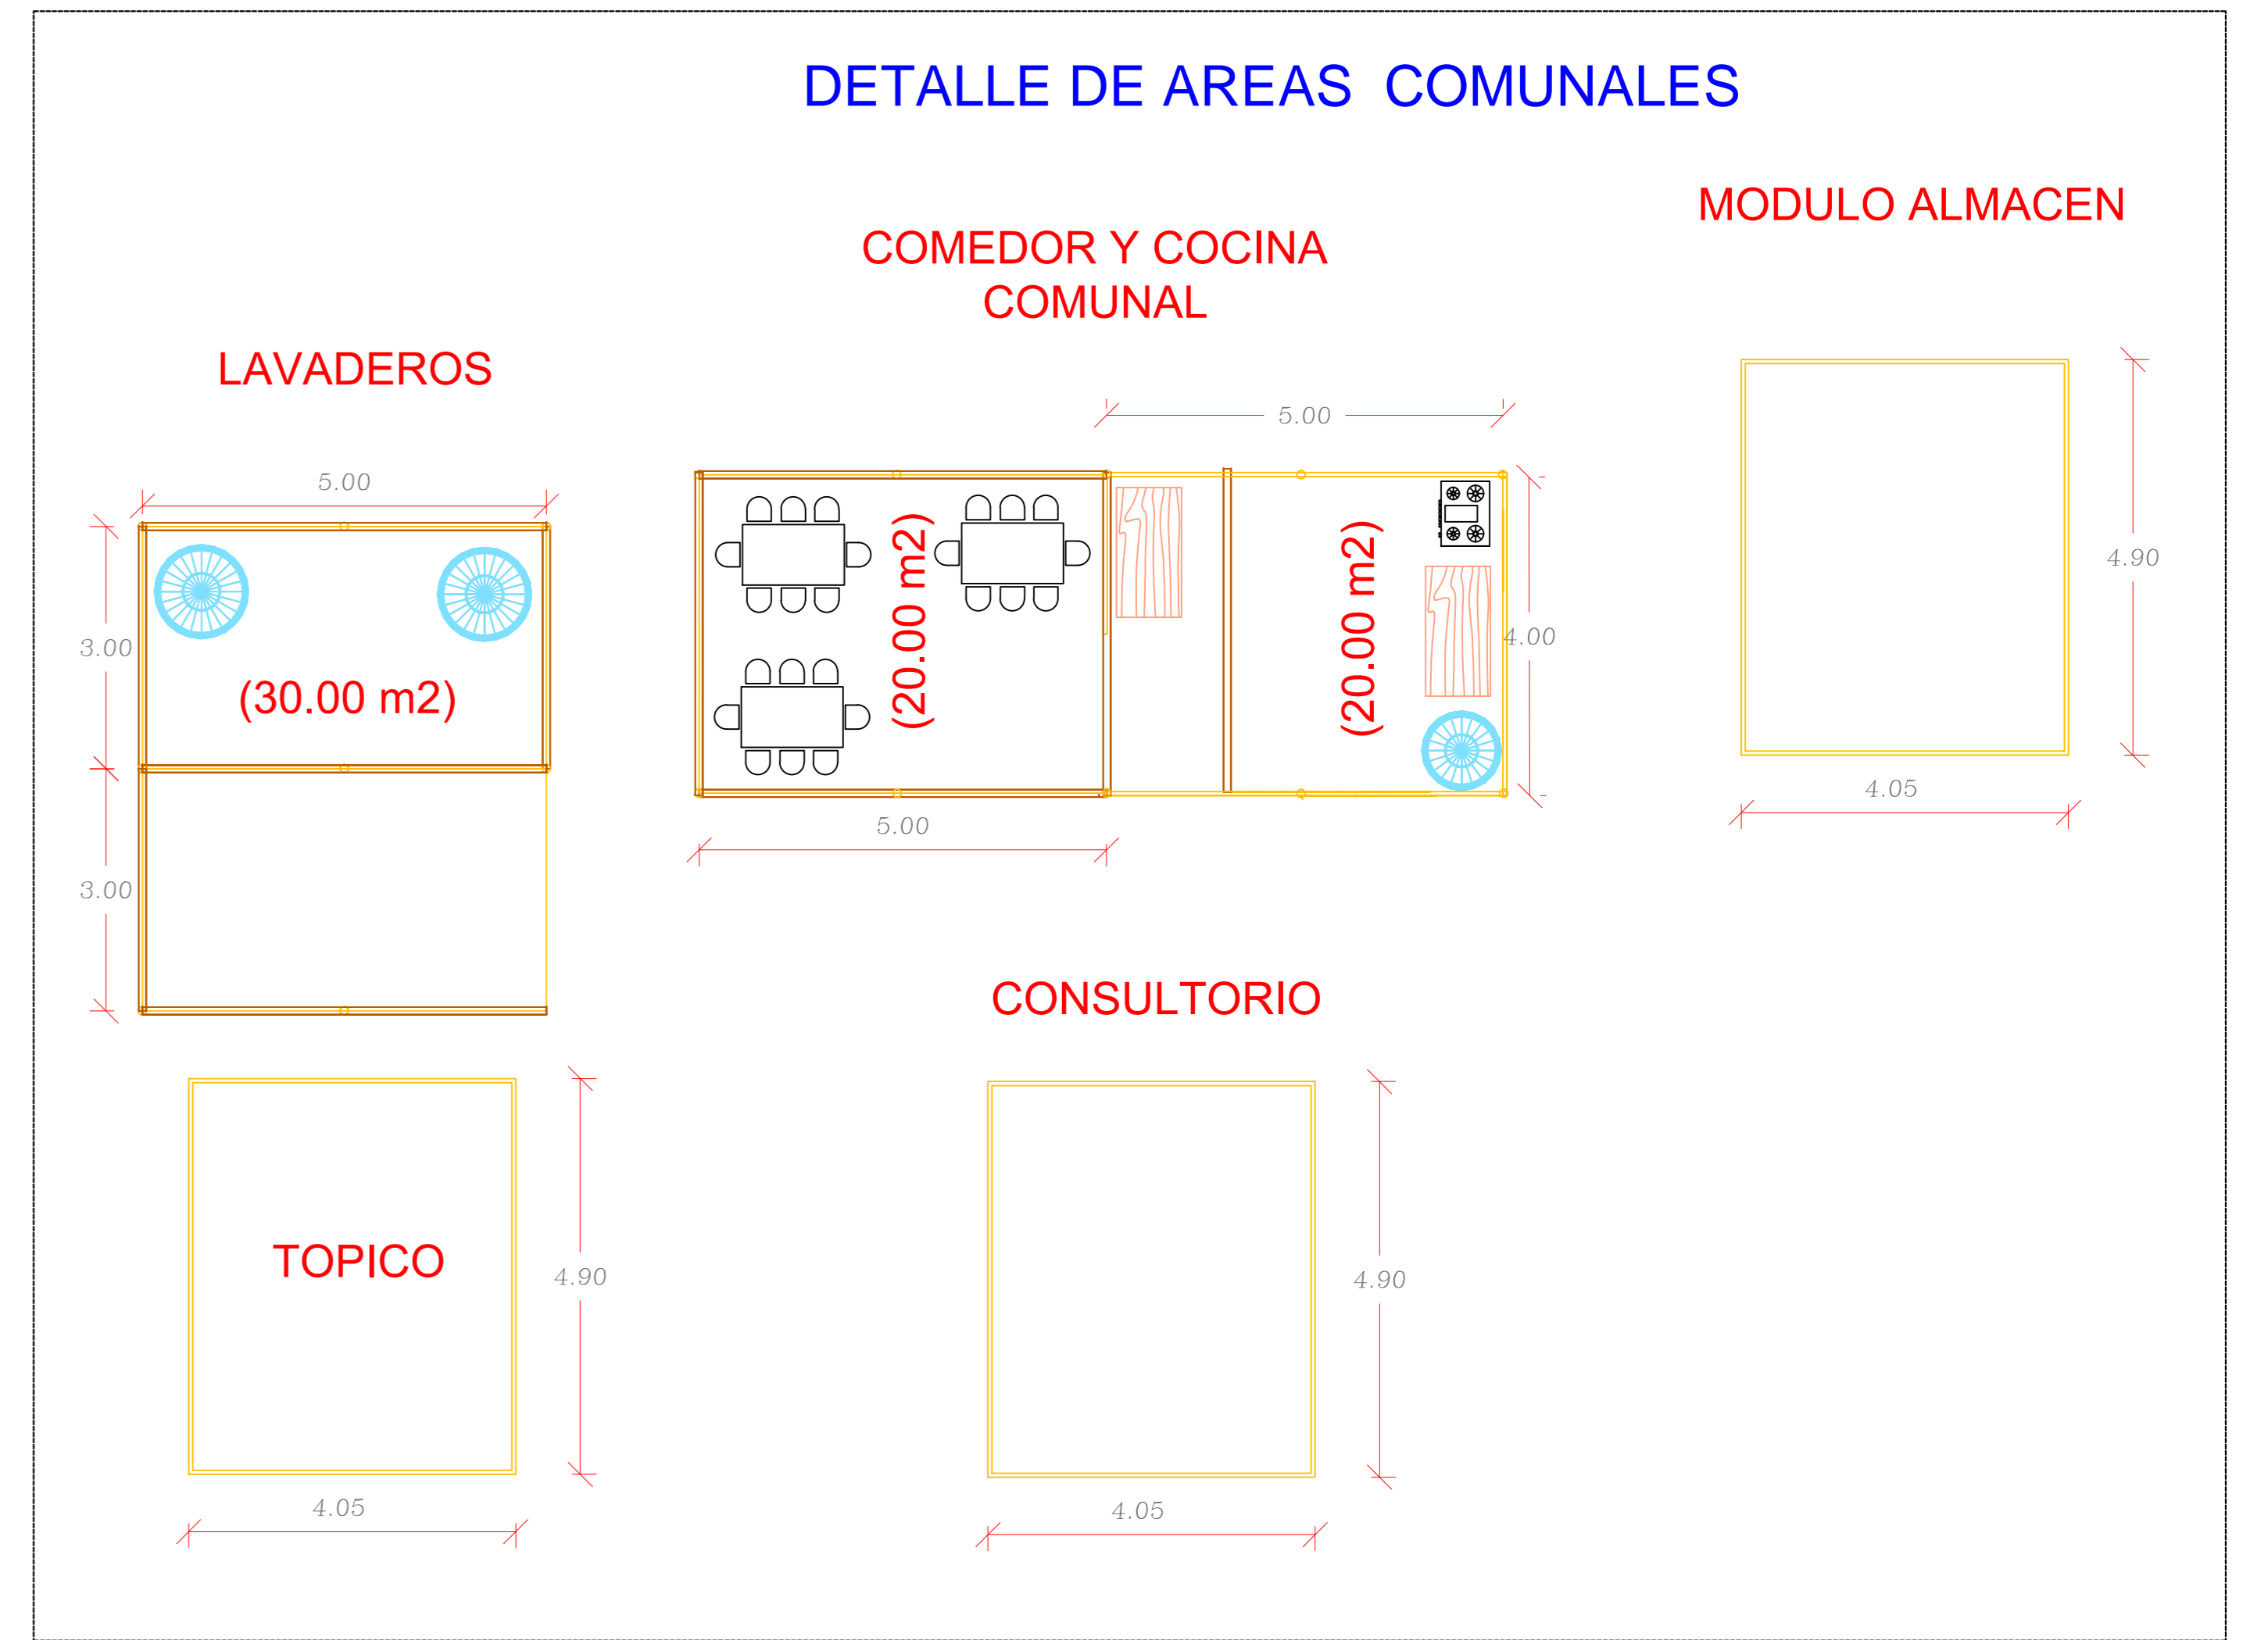 DETALLE DE AREAS COMUNALES
MODULO ALMACEN
COMEDOR Y COCINA
COMUNAL
LAVADEROS
5.00
5.00
3.00
(30.00 m2)
3.00
(20.00 m2)
(20.00 m2)
4.00
4.90
4.05
5.00
CONSULTORIO
TOPICO
4.90
4.90
4.05
4.05